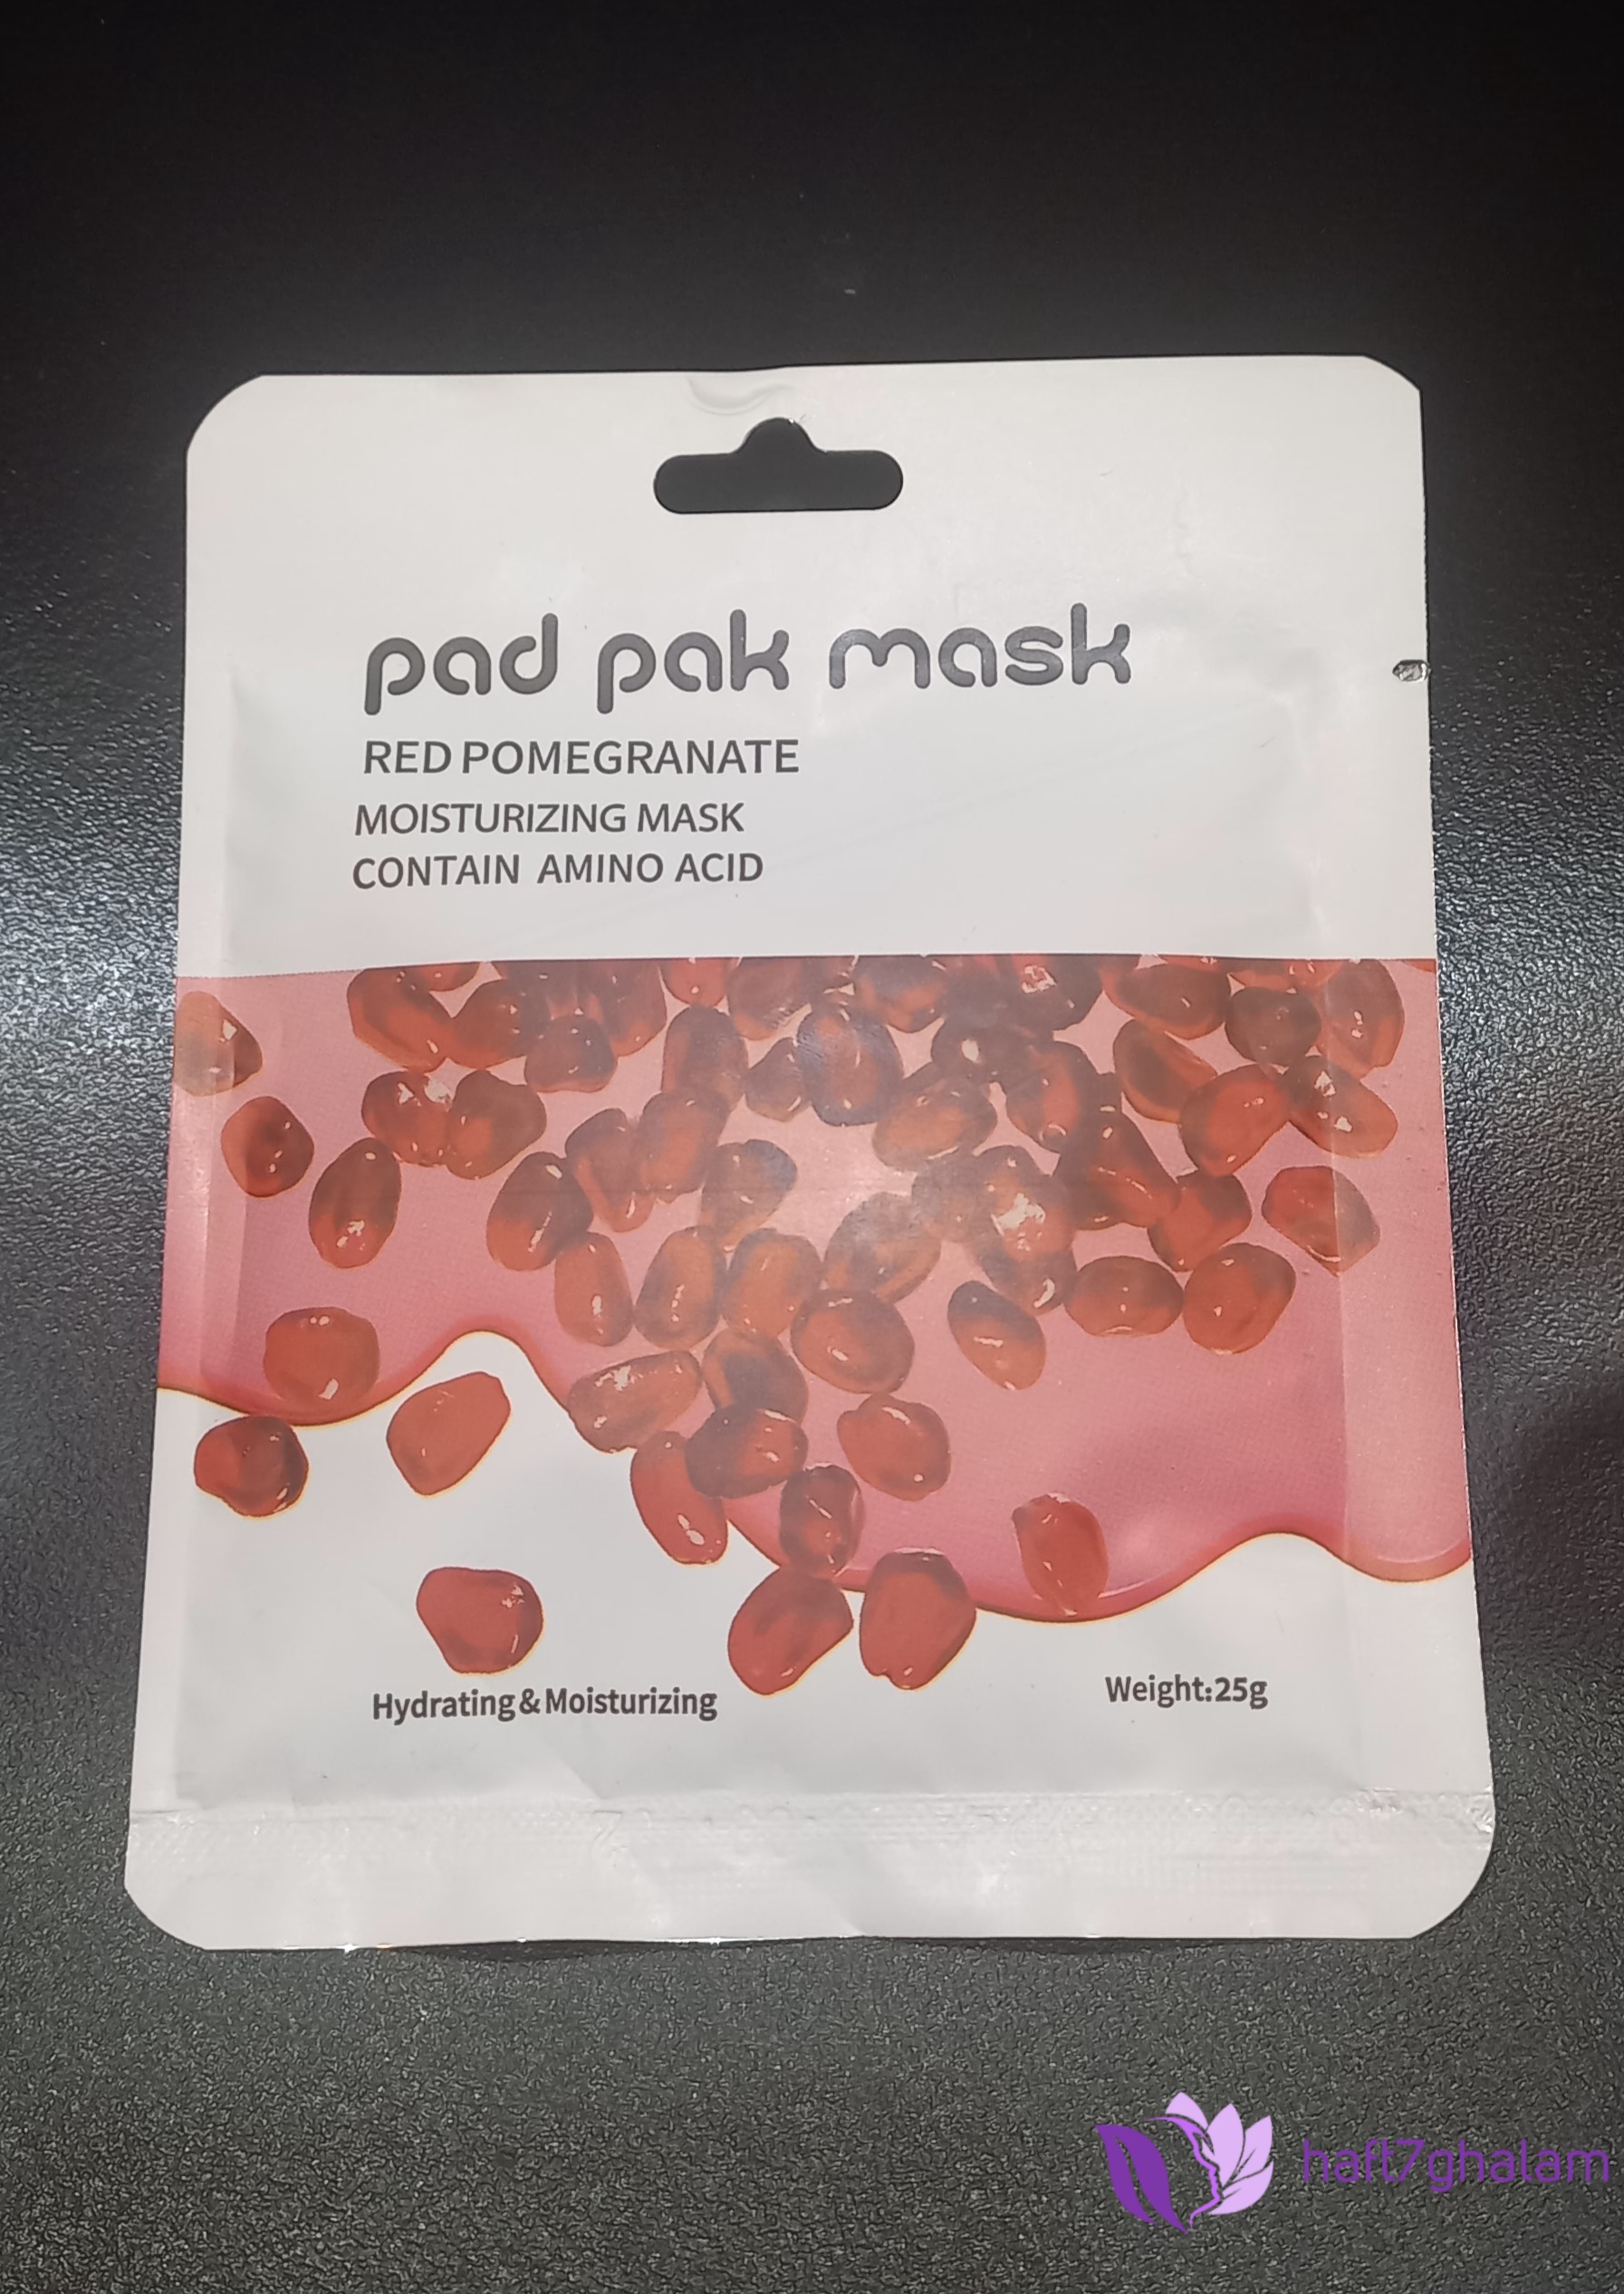 pad pak mask
RED POMEGRANATE
MOISTURIZING MASK
CONTAIN AMINO ACID
Hydrating & Moisturizing
Weight:25g
haft7ghalam